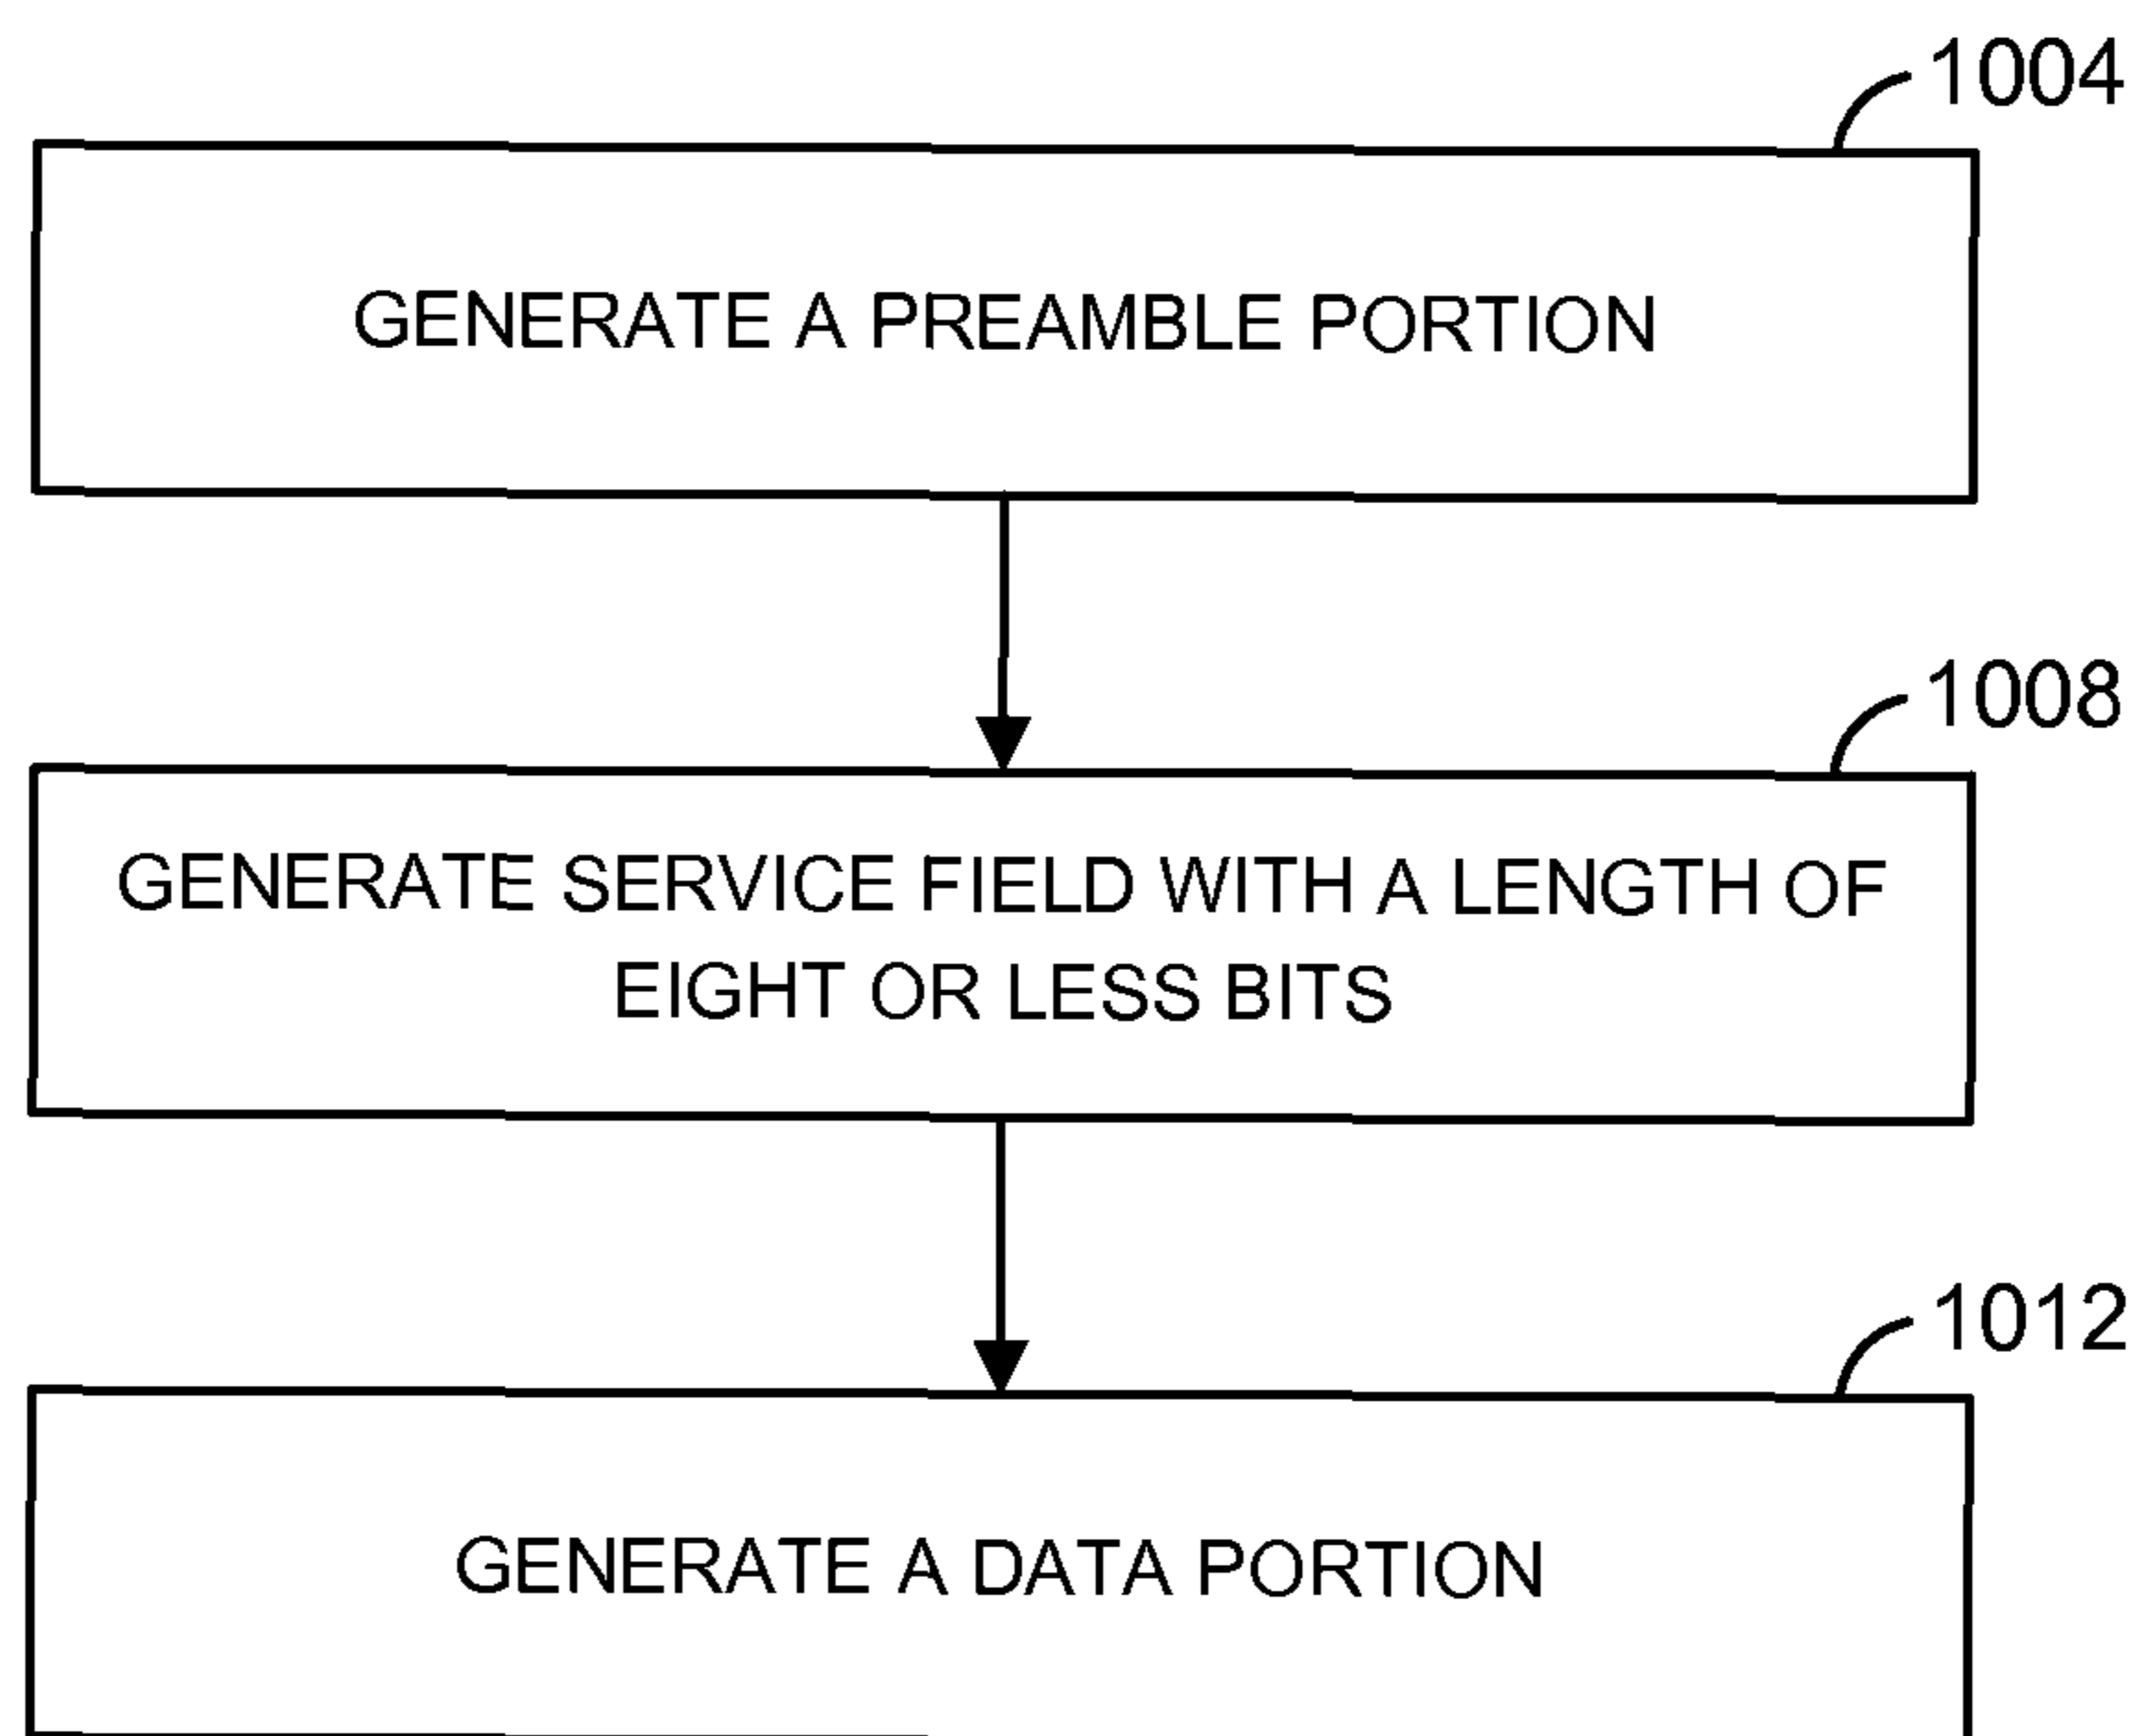 1004
GENERATE A PREAMBLE PORTION
1008
GENERATE SERVICE FIELD WITH A LENGTH OF
EIGHT OR LESS BITS
1012
GENERATE A DATA PORTION